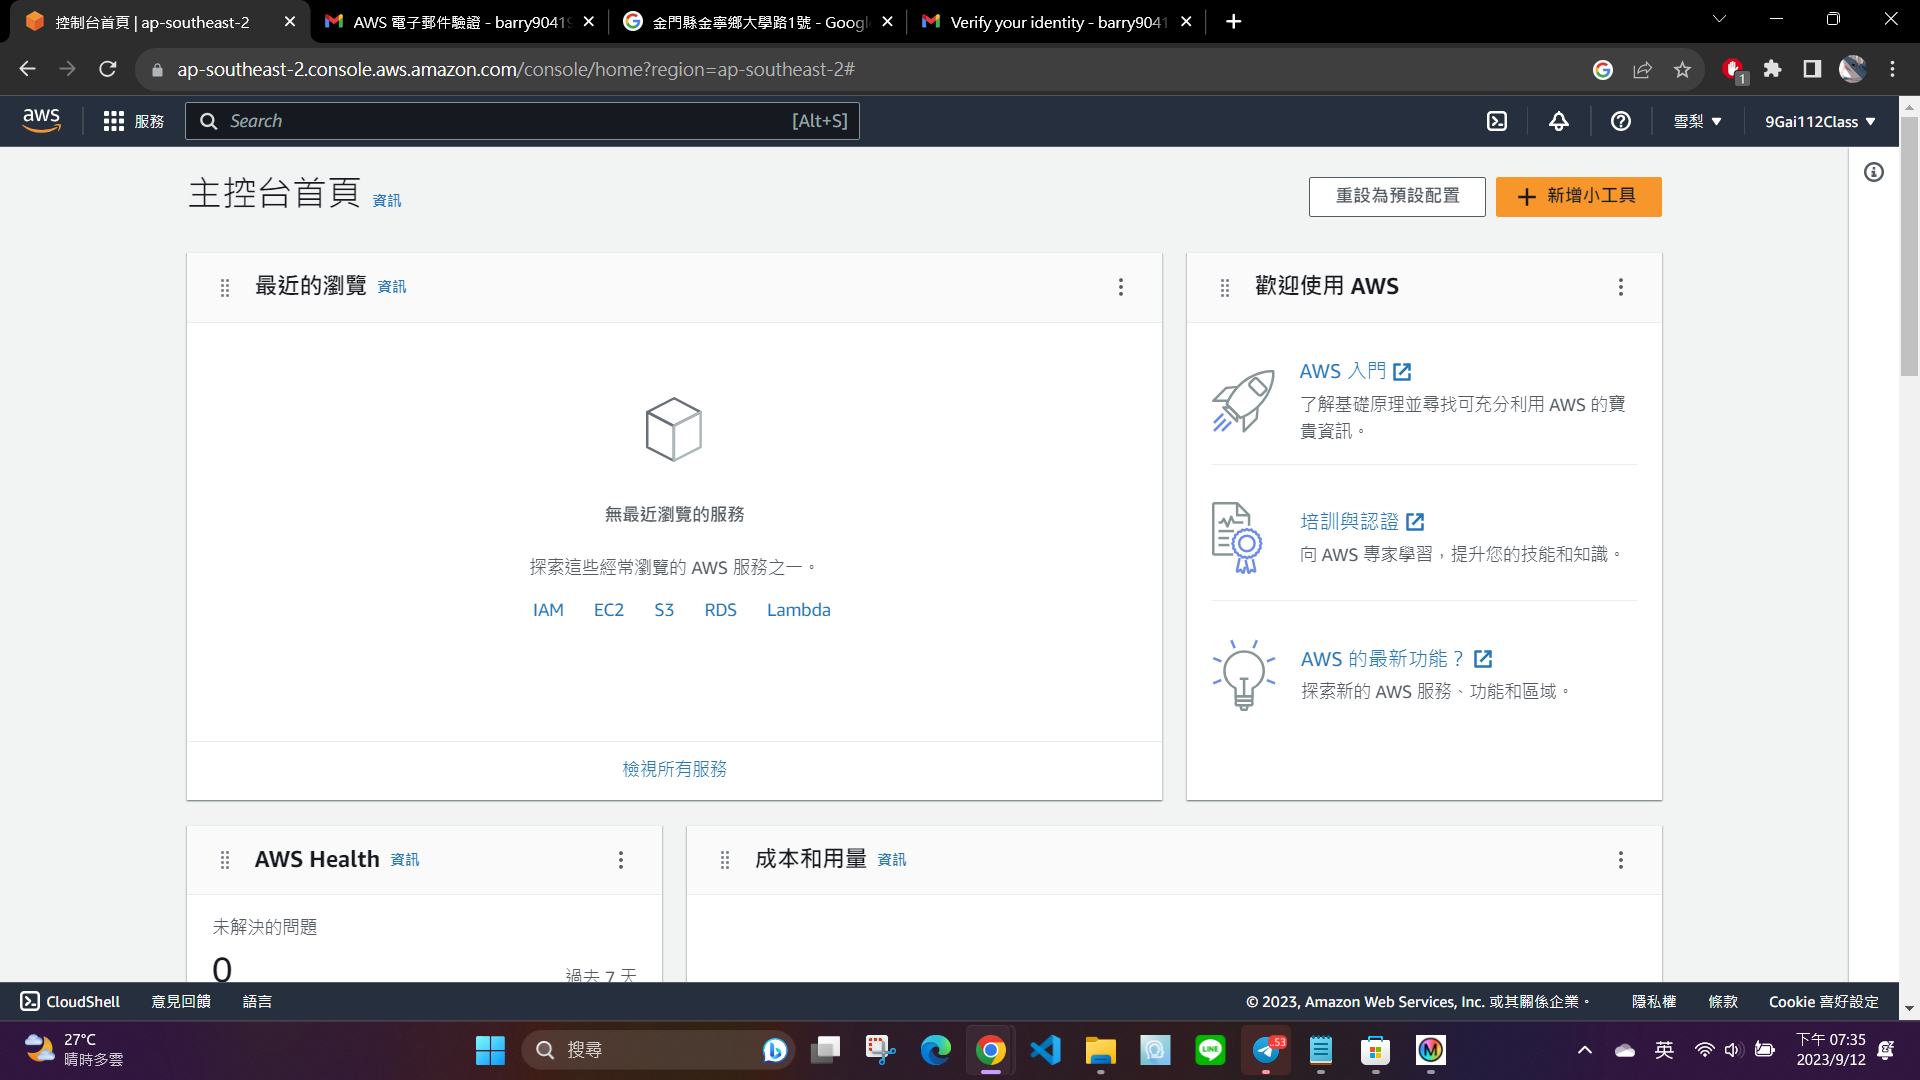 控制台首頁 | ap-southeast-2
AWS 電子郵件驗證 - barry9041
金門縣金寧鄉大學路1號 - Googl
Verify your identity - barry9041
ap-southeast-2.console.aws.amazon.com/console/home?region=ap-southeast-2#
1
aws
服務
Search
[Alt+S]
雪梨
9Gai112Class
主控台首頁 資訊
重設為預設配置
新增小工具
最近的瀏覽 資訊
無最近瀏覽的服務
探索這些經常瀏覽的 AWS 服務之一。
IAM EC2 S3 RDS Lambda
檢視所有服務
歡迎使用 AWS
AWS 入門
了解基礎原理並尋找可充分利用 AWS 的寶
貴資訊。
培訓與認證
向 AWS 專家學習，提升您的技能和知識。
AWS 的最新功能？
探索新的 AWS 服務、功能和區域。
AWS Health 資訊
未解決的問題
0
過去 7 天
成本和用量 資訊
CloudShell
意見回饋
語言
© 2023, Amazon Web Services, Inc. 或其關係企業。
隱私權
條款
Cookie 喜好設定
27°C
晴時多雲
搜尋
LINE
53
英
下午 07:35
2023/9/12